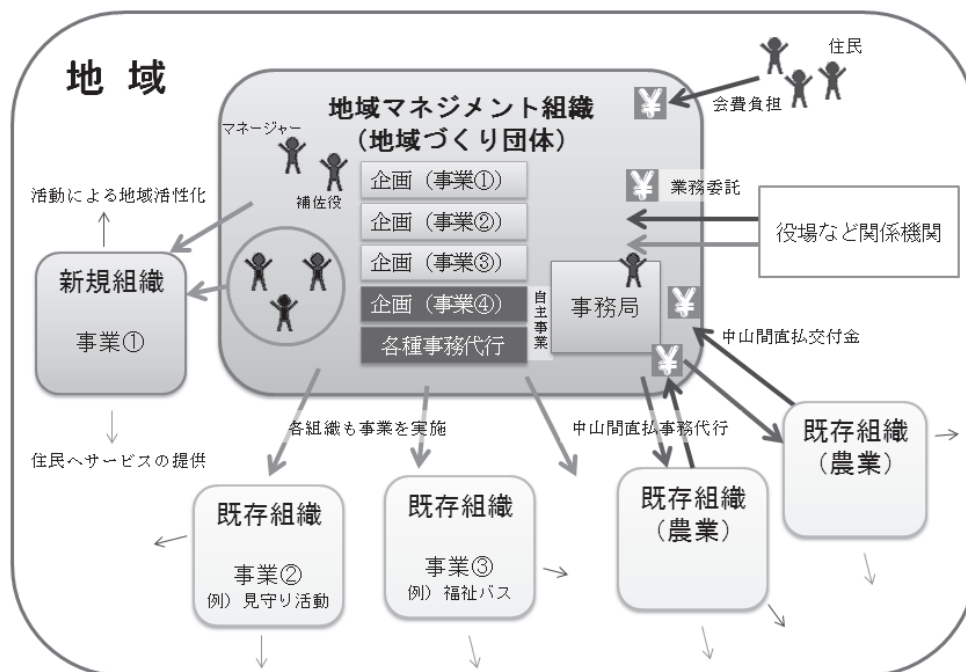 地 域
住民
会費負担
¥
地域マネジメント組織
(地域づくり団体)
マネージャー
補佐役
企画(事業①)
企画(事業②)
企画(事業③)
企画(事業④)
各種事務代行
自主事業
事務局
¥
業務委託
役場など関係機関
¥
中山間直払交付金
¥
活動による地域活性化
新規組織
事業①
住民へサービスの提供
各組織も事業を実施
中山間直払事務代行
既存組織
事業②
例)見守り活動
既存組織
事業③
例)福祉バス
既存組織
(農業)
既存組織
(農業)